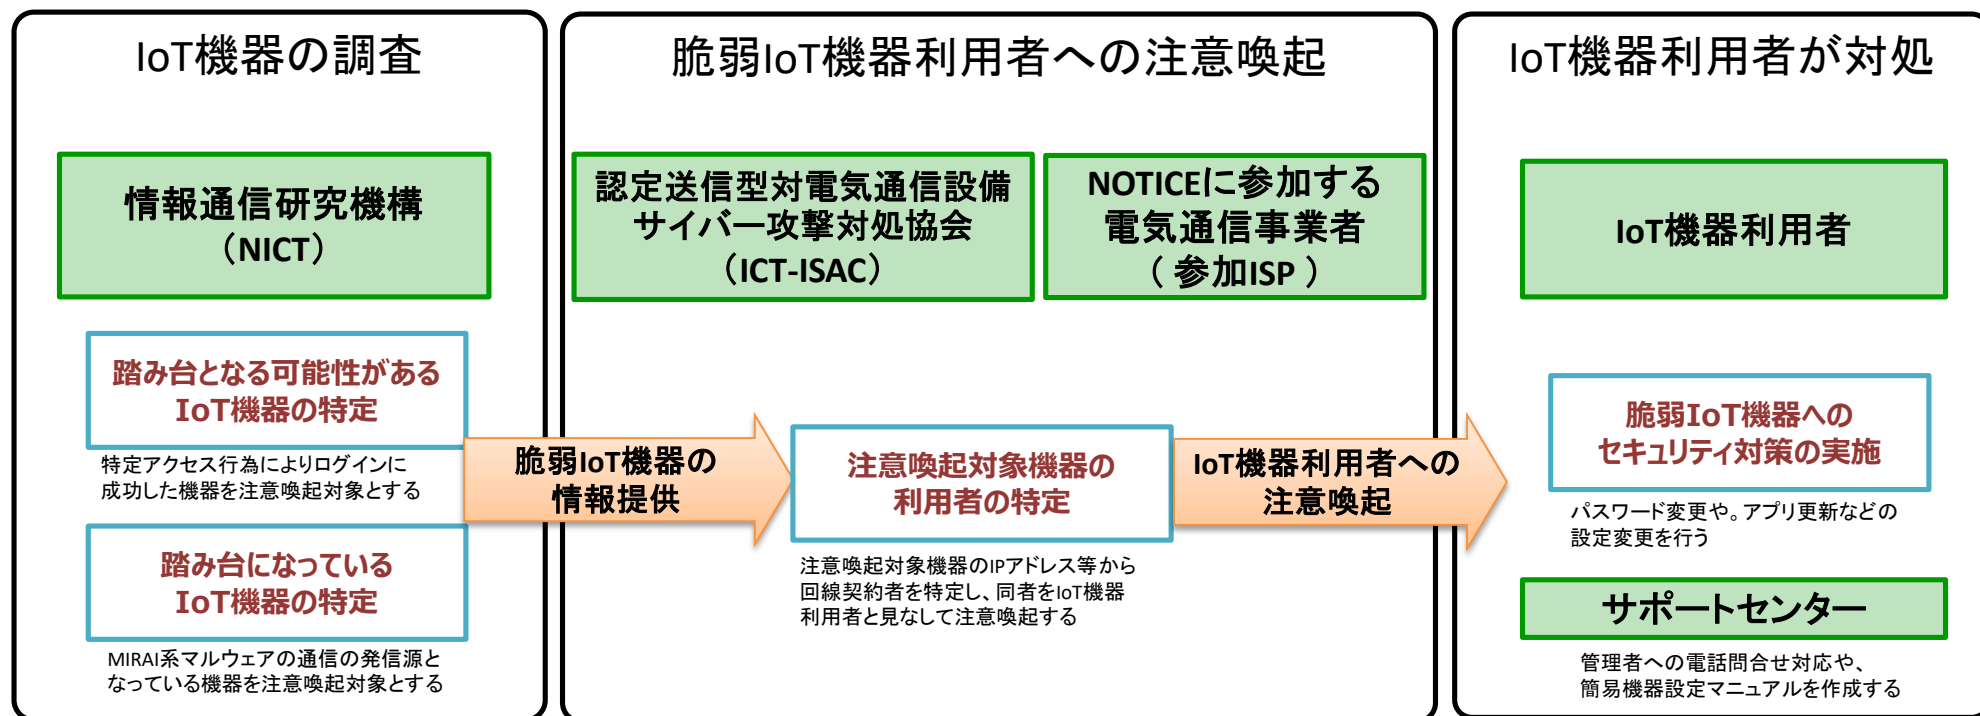 IoT機器の調査
情報通信研究機構
（NICT）
踏み台となる可能性がある
IoT機器の特定
特定アクセス行為によりログインに
成功した機器を注意喚起対象とする
踏み台になっている
IoT機器の特定
MIRAI系マルウェアの通信の発信源と
なっている機器を注意喚起対象とする
脆弱IoT機器の
情報提供
脆弱IoT機器利用者への注意喚起
認定送信型対電気通信設備
サイバー攻撃対処協会
（ICT-ISAC）
NOTICEに参加する
電気通信事業者
（ 参加ISP ）
注意喚起対象機器の
利用者の特定
注意喚起対象機器のIPアドレス等から
回線契約者を特定し、同者をIoT機器
利用者と見なして注意喚起する
IoT機器利用者への
注意喚起
IoT機器利用者が対処
IoT機器利用者
脆弱IoT機器への
セキュリティ対策の実施
パスワード変更や。アプリ更新などの
設定変更を行う
サポートセンター
管理者への電話問合せ対応や、
簡易機器設定マニュアルを作成する